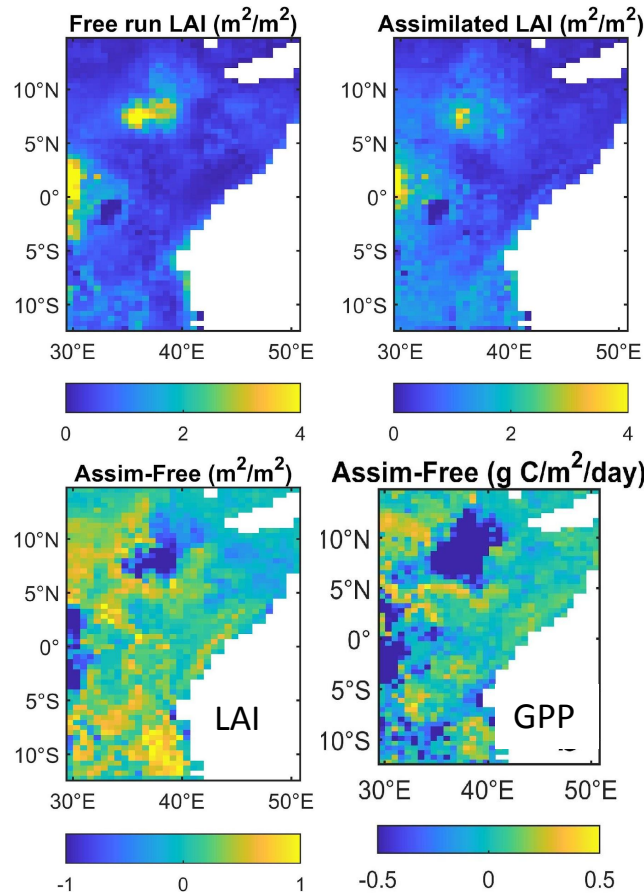 Free run LAI (m²/m²)
Assimilated LAI (m²/m²)
10°N
5°N
0°
5°S
10°S
30°E 40°E 50°E
10°N
5°N
0°
5°S
10°S
30°E 40°E 50°E
0 2 4
0 2 4
Assim-Free (m²/m²)
Assim-Free (g C/m²/day)
10°N
5°N
0°
5°S
10°S
LAI
30°E 40°E 50°E
10°N
5°N
0°
5°S
10°S
GPP
30°E 40°E 50°E
-1 0 1
-0.5 0 0.5